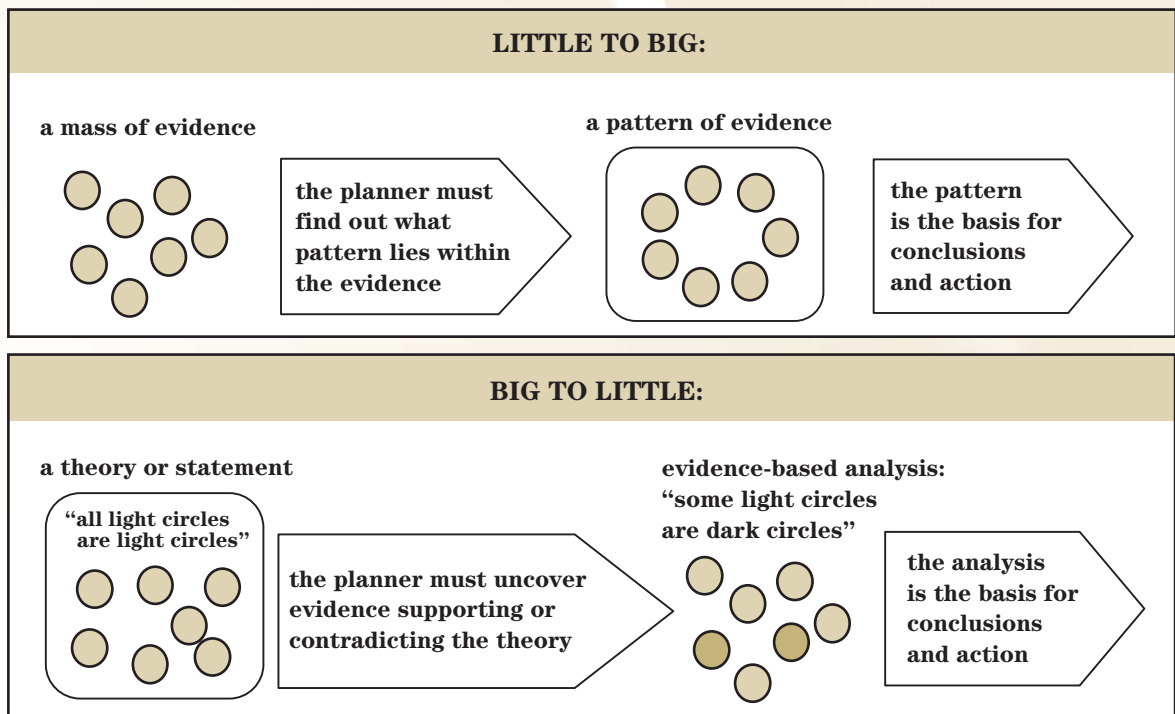 LITTLE TO BIG:
a mass of evidence
the planner must
find out what
pattern lies within
the evidence
a pattern of evidence
the pattern
is the basis for
conclusions
and action
BIG TO LITTLE:
a theory or statement
“all light circles
are light circles”
the planner must uncover
evidence supporting or
contradicting the theory
evidence-based analysis:
“some light circles
are dark circles”
the analysis
is the basis for
conclusions
and action